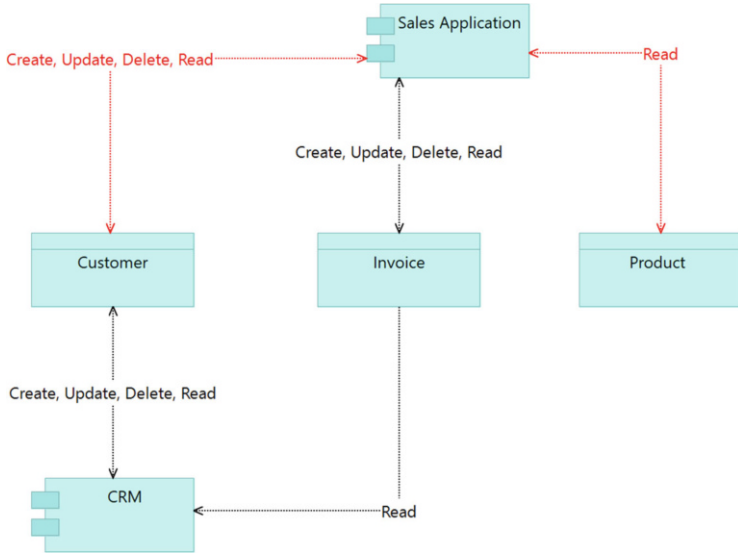 Sales Application
Create, Update, Delete, Read
Read
Create, Update, Delete, Read
Customer
Invoice
Product
Create, Update, Delete, Read
CRM
Read